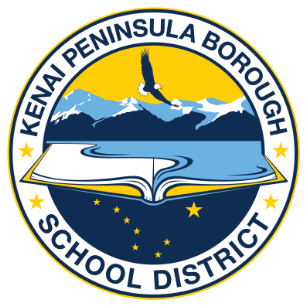 KENAI PENINSULA BOROUGH
SCHOOL DISTRICT